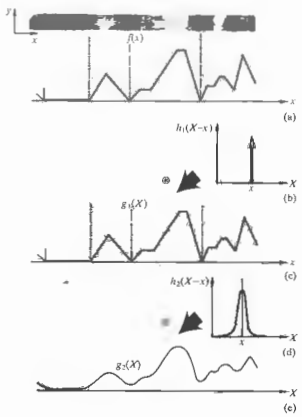 y
x
f(x)
x
(a)
h₁(X−x)
x
X
(b)
⊛
g₁(X)
x
(c)
h₂(X−x)
x
X
(d)
g₂(X)
X
(e)